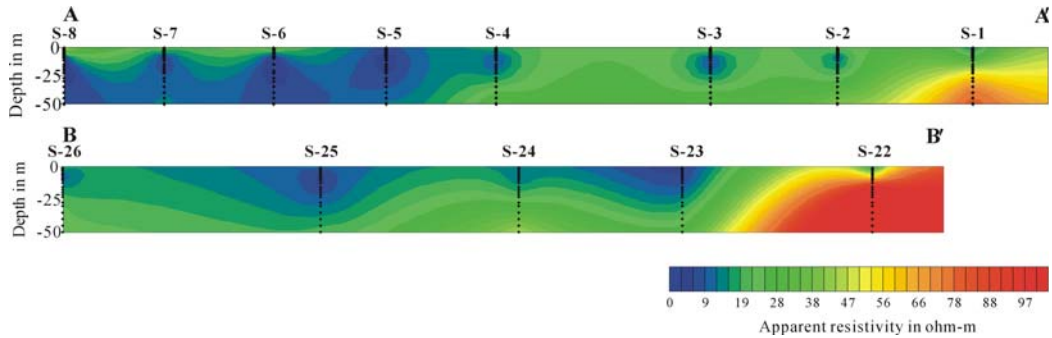 A A′
S-8 S-7 S-6 S-5 S-4 S-3 S-2 S-1
Depth in m
0
-25
-50
B B′
S-26 S-25 S-24 S-23 S-22
Depth in m
0
-25
-50
0 9 19 28 47 56 66 78 88 97
Apparent resistivity in ohm-m